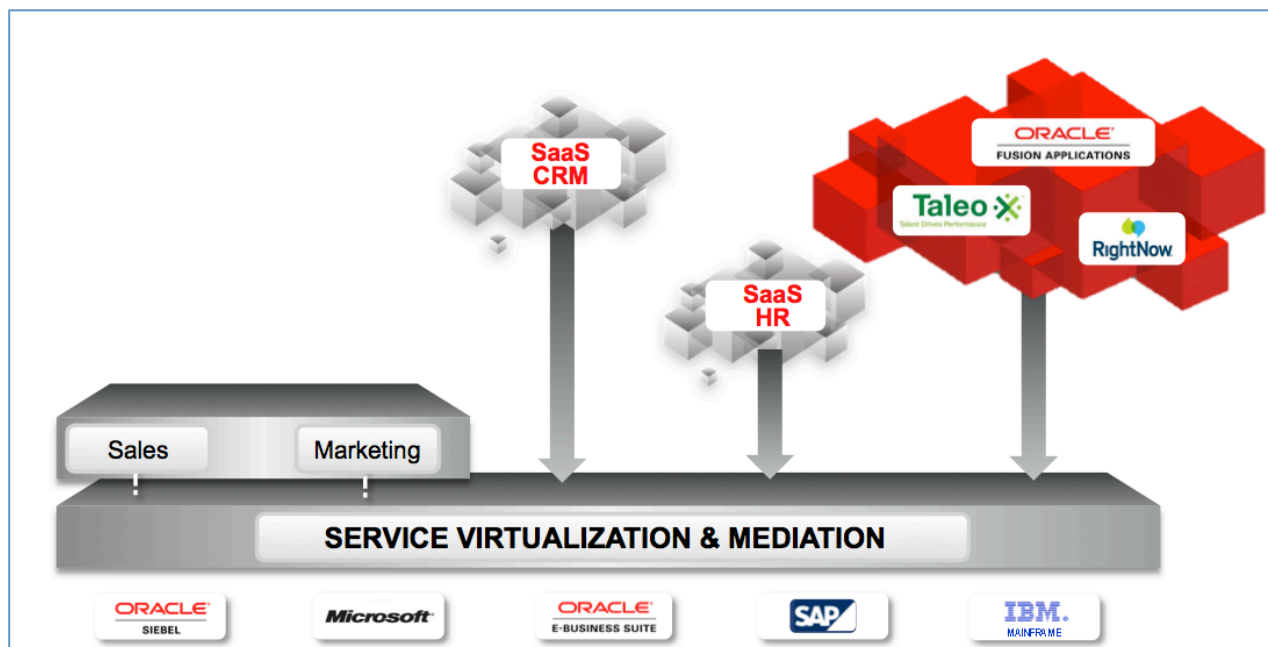 SaaS
CRM
ORACLE
FUSION APPLICATIONS
Taleo
Talent Drives Performance
RightNow
SaaS
HR
Sales
Marketing
SERVICE VIRTUALIZATION & MEDIATION
ORACLE
SIEBEL
Microsoft
ORACLE
E-BUSINESS SUITE
SAP
IBM.
MAINFRAME